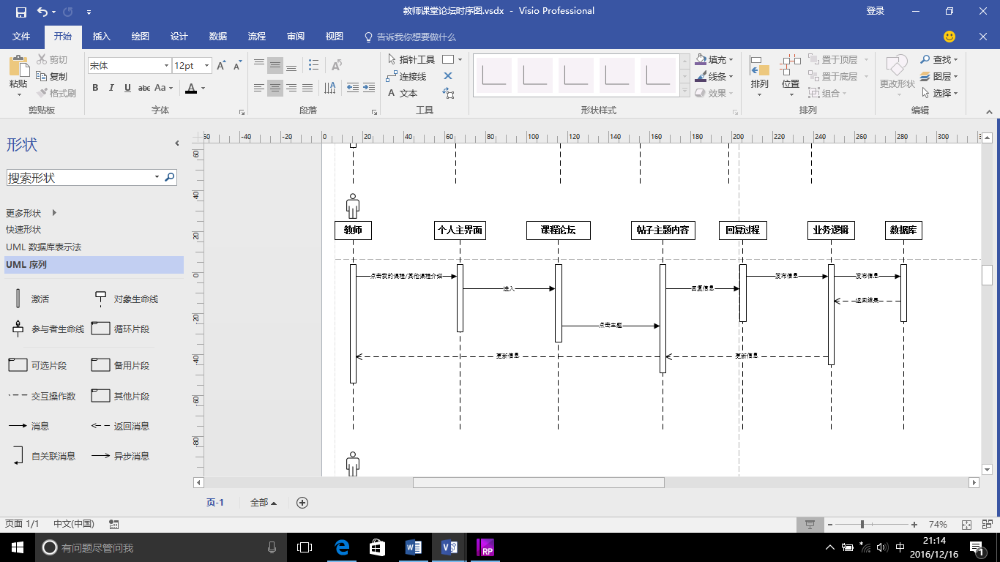 教师课堂论坛时序图.vsdx - Visio Professional
登录
文件 开始 插入 绘图 设计 数据 流程 审阅 视图 告诉我你想要做什么
粘贴 剪切 复制 格式刷
宋体 12pt
B I U abc Aa A
指针工具
连接线
A 文本
填充
线条
效果
排列 位置 置于顶层
置于底层
组合
更改形状 查找
图层
选择
剪贴板 字体 段落 工具 形状样式 排列 编辑
形状
搜索形状
更多形状
快速形状
UML 数据库表示法
UML 序列
激活 对象生命线
参与者生命线 循环片段
可选片段 备用片段
交互操作数 其他片段
消息 返回消息
自关联消息 异步消息
-40 -20 0 20 40 60 80 100 120 140 160 180 200 220 240 260 280 300
60
40
20
0
-20
-40
-60
-80
教师 个人主界面 课程论坛 帖子主题内容 回复过程 业务逻辑 数据库
点击我的课程/其他课程介绍 发布信息 发布信息
进入 回复信息
返回结果
点击主题
更新信息 更新信息
页-1 全部
页面 1/1 中文(中国) 74%
有问题尽管问我
RP
中
21:14
2016/12/16
1